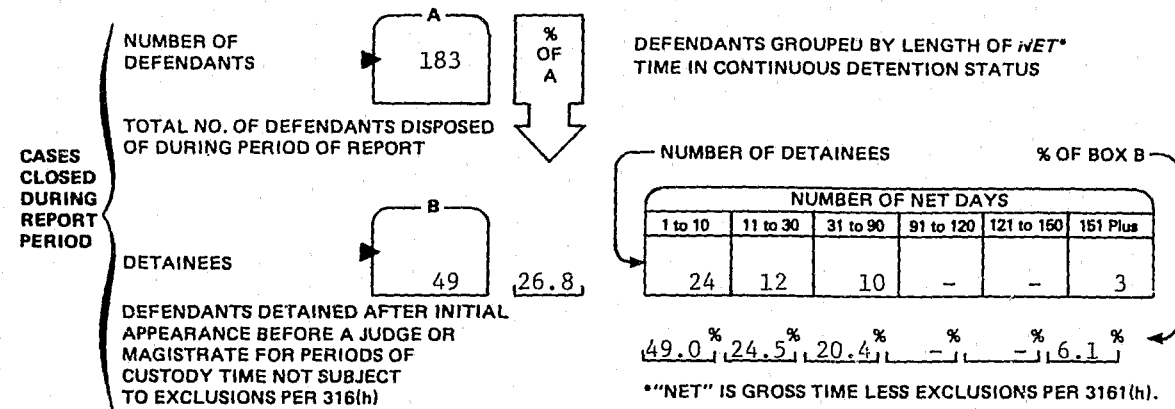 CASES
CLOSED
DURING
REPORT
PERIOD
NUMBER OF
DEFENDANTS
A
183
%
OF
A
TOTAL NO. OF DEFENDANTS DISPOSED
OF DURING PERIOD OF REPORT
DETAINEES
B
49
26.8
DEFENDANTS DETAINED AFTER INITIAL
APPEARANCE BEFORE A JUDGE OR
MAGISTRATE FOR PERIODS OF
CUSTODY TIME NOT SUBJECT
TO EXCLUSIONS PER 316(h)
DEFENDANTS GROUPED BY LENGTH OF NET*
TIME IN CONTINUOUS DETENTION STATUS
NUMBER OF DETAINEES % OF BOX B
NUMBER OF NET DAYS
1 to 10 11 to 30 31 to 90 91 to 120 121 to 150 151 Plus
24 12 10 - - 3
49.0% 24.5% 20.4% -% -% 6.1%
*"NET" IS GROSS TIME LESS EXCLUSIONS PER 3161(h).